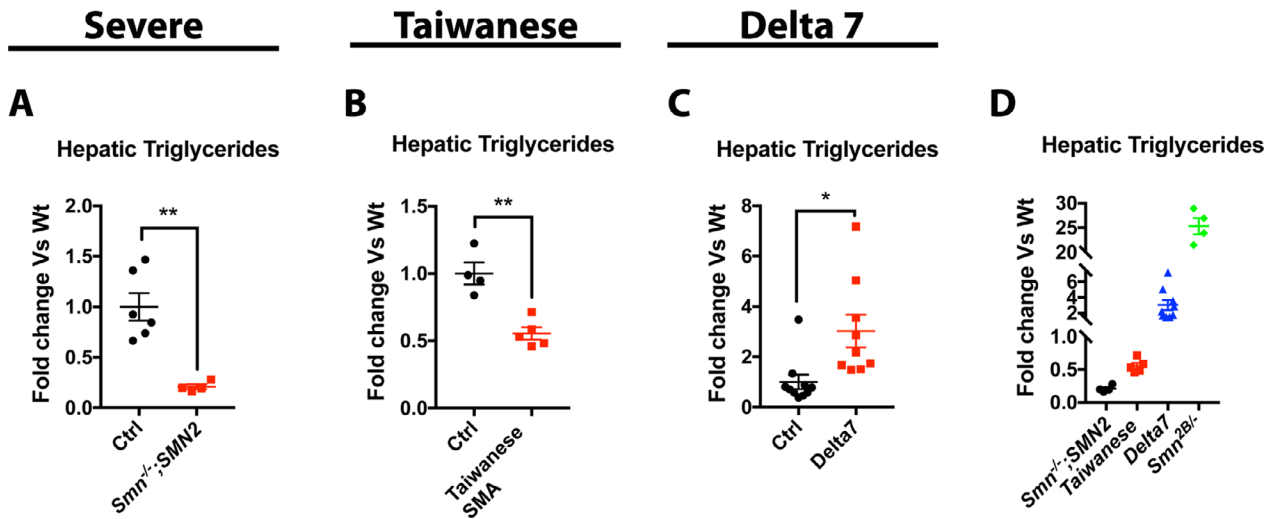 Severe
Taiwanese
Delta 7
A
B
C
D
Hepatic Triglycerides
Fold change Vs Wt
2.0
1.5
1.0
0.5
0.0
**
Ctrl
Smn-/-;SMN2
Hepatic Triglycerides
Fold change Vs Wt
1.5
1.0
0.5
0.0
**
Ctrl
Taiwanese
SMA
Hepatic Triglycerides
Fold change Vs Wt
8
6
4
2
0
*
Ctrl
Delta7
Hepatic Triglycerides
Fold change Vs Wt
30
25
20
6
4
2
1.0
0.5
0.0
Smn-/-;SMN2
Taiwanese
Delta7
Smn2B/-